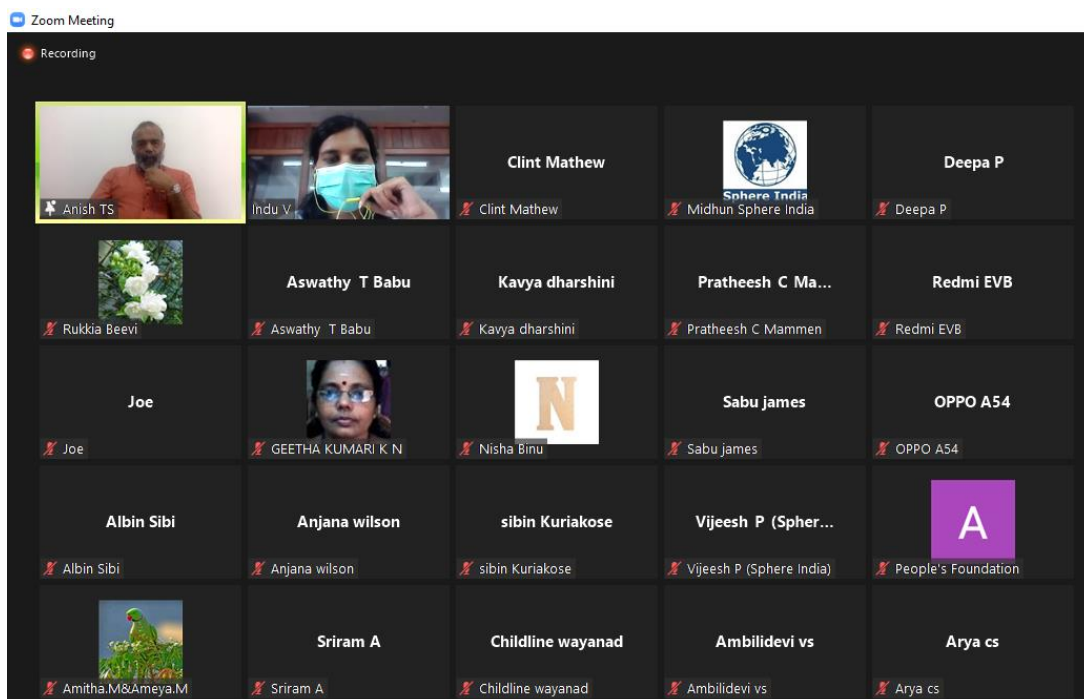 Zoom Meeting
Recording
Anish TS
Indu V
Clint Mathew
Clint Mathew
Sphere India
Midhun Sphere India
Deepa P
Deepa P
Rukkia Beevi
Aswathy T Babu
Aswathy T Babu
Kavya dharshini
Kavya dharshini
Pratheesh C Ma...
Pratheesh C Mammen
Redmi EVB
Redmi EVB
Joe
Joe
GEETHA KUMARI K N
N
Nisha Binu
Sabu james
Sabu james
OPPO A54
OPPO A54
Albin Sibi
Albin Sibi
Anjana wilson
Anjana wilson
sibin Kuriakose
sibin Kuriakose
Vijeesh P (Spher...
Vijeesh P (Sphere India)
A
People's Foundation
Amitha.M&Ameya.M
Sriram A
Sriram A
Childline wayanad
Childline wayanad
Ambilidevi vs
Ambilidevi vs
Arya cs
Arya cs